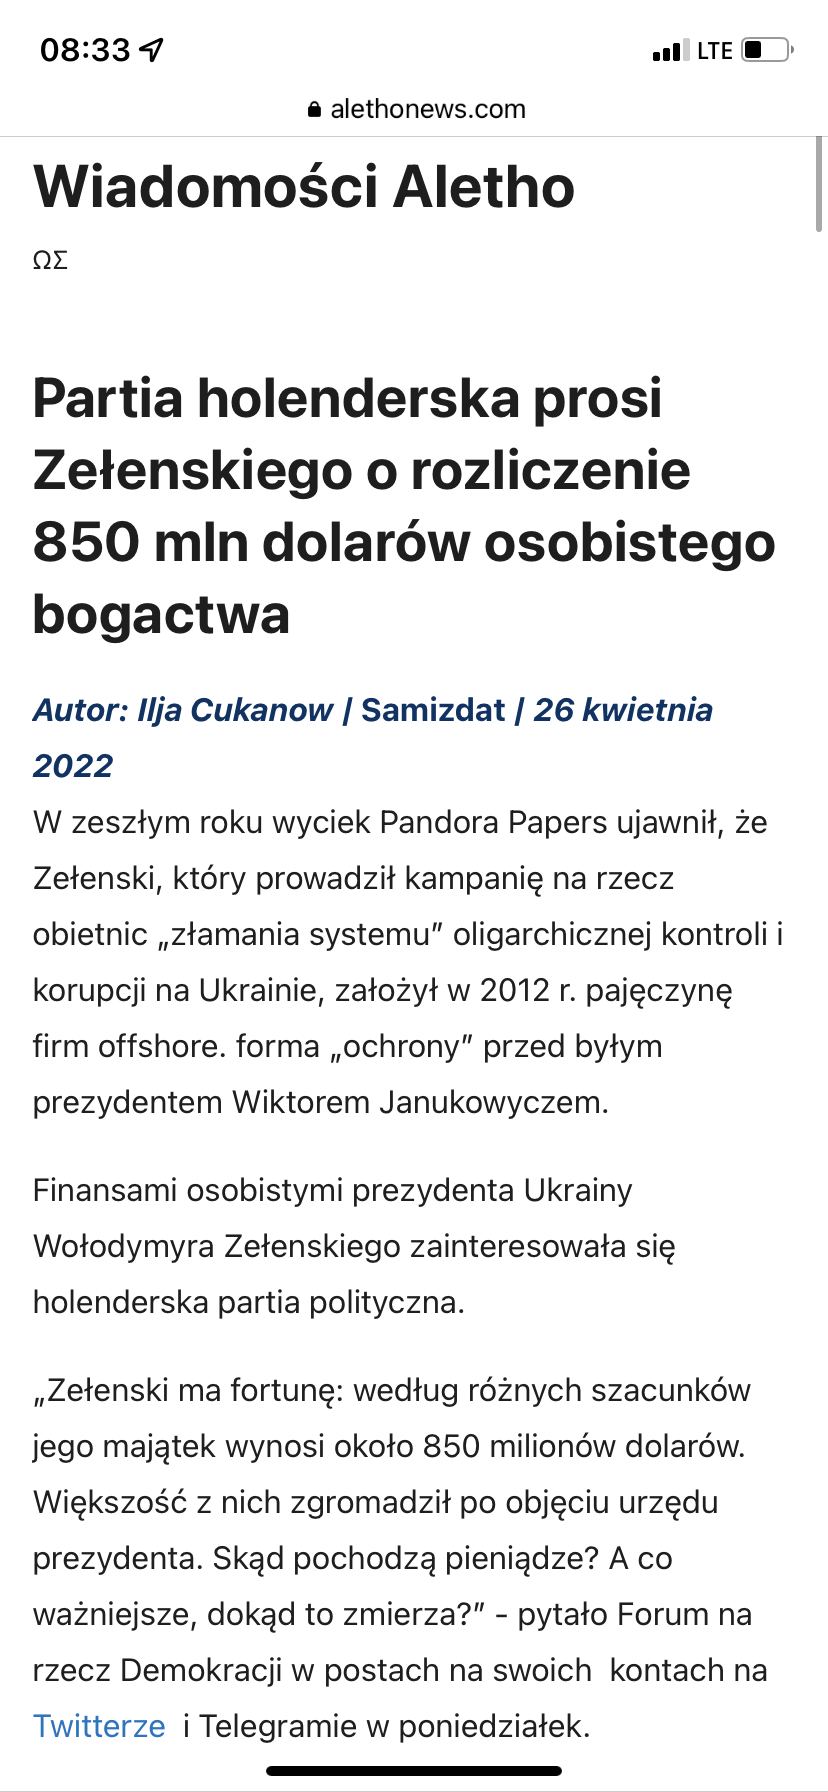 08:33
LTE
alethonews.com
Wiadomości Aletho
ΩΣ
Partia holenderska prosi
Zełenskiego o rozliczenie
850 mln dolarów osobistego
bogactwa
Autor: Ilja Cukanow | Samizdat | 26 kwietnia
2022
W zeszłym roku wyciek Pandora Papers ujawnił, że
Zełenski, który prowadził kampanię na rzecz
obietnic „złamania systemu” oligarchicznej kontroli i
korupcji na Ukrainie, założył w 2012 r. pajęczynę
firm offshore. forma „ochrony” przed byłym
prezydentem Wiktorem Janukowyczem.
Finansami osobistymi prezydenta Ukrainy
Wołodymyra Zełenskiego zainteresowała się
holenderska partia polityczna.
„Zełenski ma fortunę: według różnych szacunków
jego majątek wynosi około 850 milionów dolarów.
Większość z nich zgromadził po objęciu urzędu
prezydenta. Skąd pochodzą pieniądze? A co
ważniejsze, dokąd to zmierza?” - pytało Forum na
rzecz Demokracji w postach na swoich kontach na
Twitterze i Telegramie w poniedziałek.